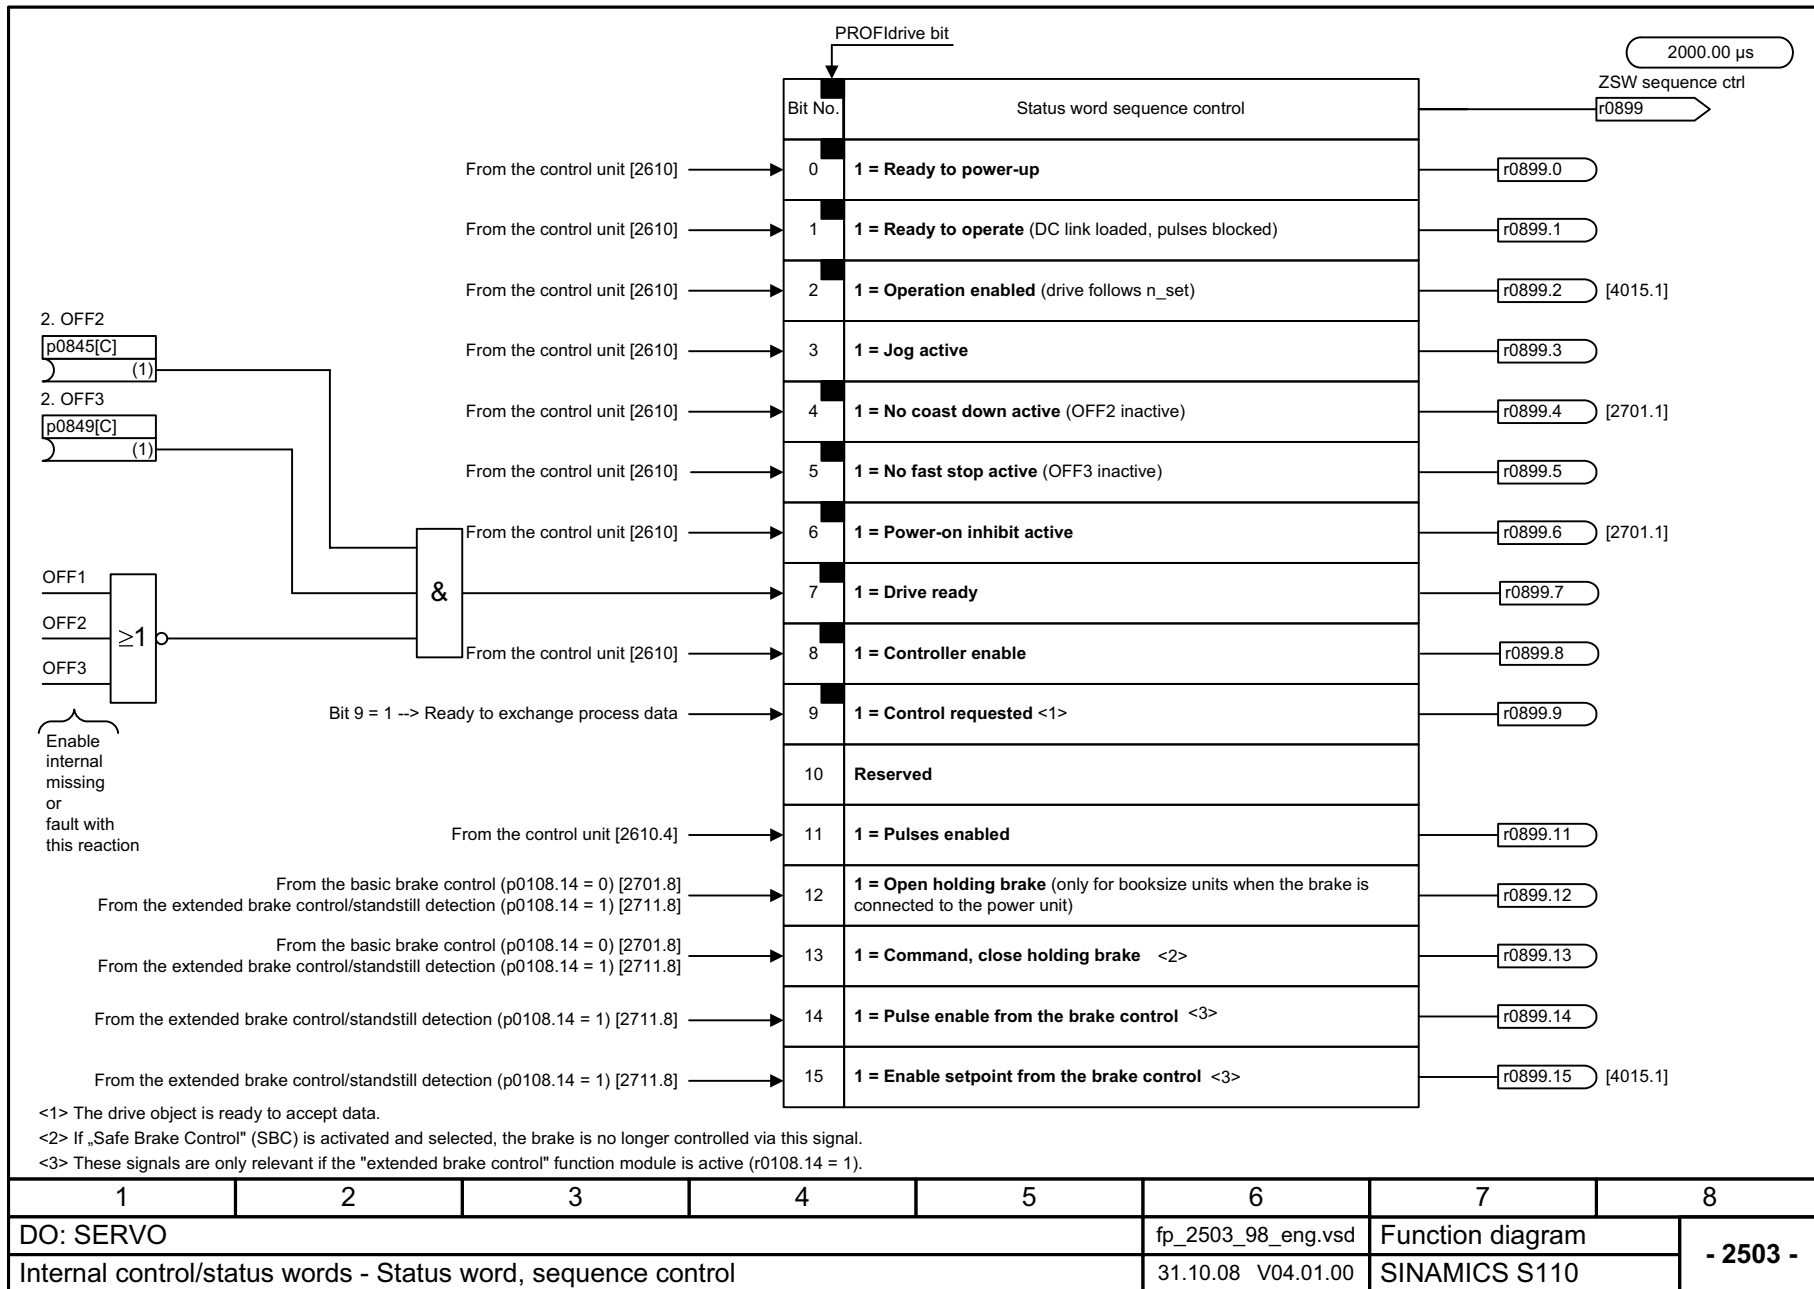 PROFIdrive bit
2000.00 µs
ZSW sequence ctrl
Bit No. Status word sequence control r0899
From the control unit [2610] 0 1 = Ready to power-up r0899.0
From the control unit [2610] 1 1 = Ready to operate (DC link loaded, pulses blocked) r0899.1
From the control unit [2610] 2 1 = Operation enabled (drive follows n_set) r0899.2 [4015.1]
2. OFF2
p0845[C]
(1)
From the control unit [2610] 3 1 = Jog active r0899.3
2. OFF3
p0849[C]
(1)
From the control unit [2610] 4 1 = No coast down active (OFF2 inactive) r0899.4 [2701.1]
From the control unit [2610] 5 1 = No fast stop active (OFF3 inactive) r0899.5
From the control unit [2610] 6 1 = Power-on inhibit active r0899.6 [2701.1]
OFF1
OFF2
OFF3
≥1
&
7 1 = Drive ready r0899.7
From the control unit [2610] 8 1 = Controller enable r0899.8
Bit 9 = 1 --> Ready to exchange process data 9 1 = Control requested <1> r0899.9
Enable
internal
missing
or
fault with
this reaction
10 Reserved
From the control unit [2610.4] 11 1 = Pulses enabled r0899.11
From the basic brake control (p0108.14 = 0) [2701.8]
From the extended brake control/standstill detection (p0108.14 = 1) [2711.8]
12 1 = Open holding brake (only for booksize units when the brake is
connected to the power unit)
r0899.12
From the basic brake control (p0108.14 = 0) [2701.8]
From the extended brake control/standstill detection (p0108.14 = 1) [2711.8]
13 1 = Command, close holding brake <2> r0899.13
From the extended brake control/standstill detection (p0108.14 = 1) [2711.8] 14 1 = Pulse enable from the brake control <3> r0899.14
From the extended brake control/standstill detection (p0108.14 = 1) [2711.8] 15 1 = Enable setpoint from the brake control <3> r0899.15 [4015.1]
<1> The drive object is ready to accept data.
<2> If „Safe Brake Control" (SBC) is activated and selected, the brake is no longer controlled via this signal.
<3> These signals are only relevant if the "extended brake control" function module is active (r0108.14 = 1).
1 2 3 4 5 6 7 8
DO: SERVO fp_2503_98_eng.vsd Function diagram
- 2503 -
Internal control/status words - Status word, sequence control 31.10.08 V04.01.00 SINAMICS S110